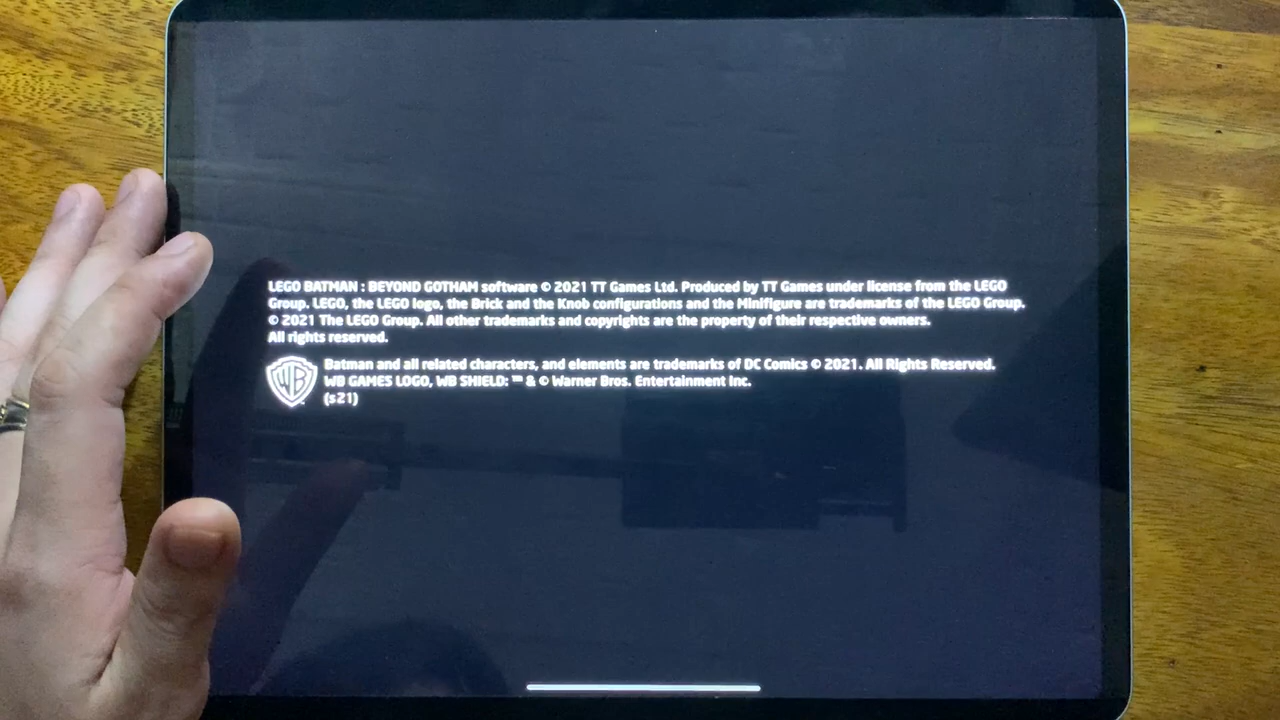 LEGO BATMAN : BEYOND GOTHAM software © 2021 TT Games Ltd. Produced by TT Games under license from the LEGO
Group. LEGO, the LEGO logo, the Brick and the Knob configurations and the Minifigure are trademarks of the LEGO Group.
© 2021 The LEGO Group. All other trademarks and copyrights are the property of their respective owners.
All rights reserved.
WB
Batman and all related characters, and elements are trademarks of DC Comics © 2021. All Rights Reserved.
WB GAMES LOGO, WB SHIELD: ™ & © Warner Bros. Entertainment Inc.
(s21)